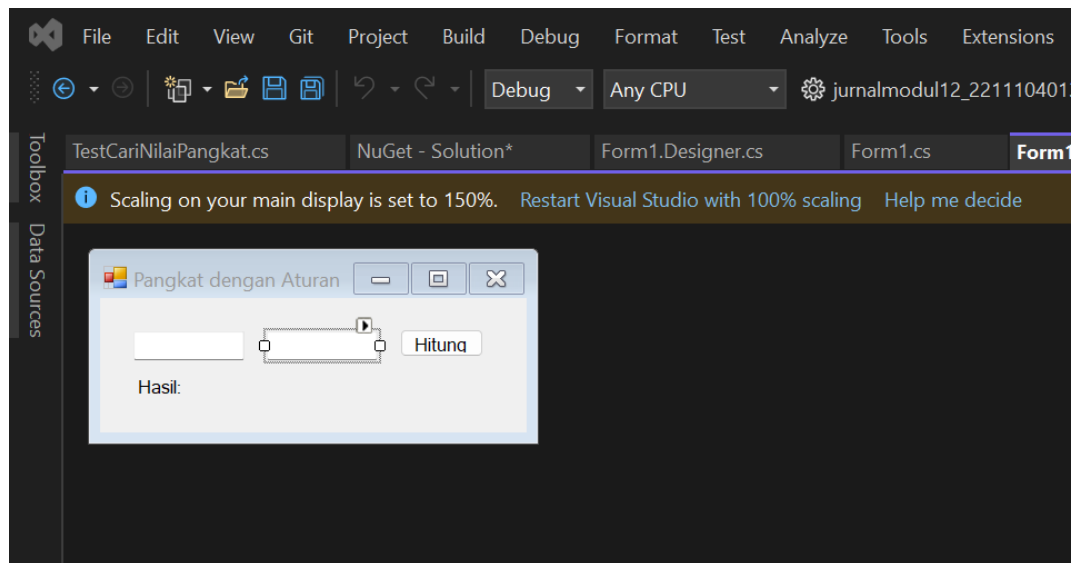 File Edit View Git Project Build Debug Format Test Analyze Tools Extensions
Debug Any CPU jurnalmodul12_221110401
Toolbox
Data Sources
TestCariNilaiPangkat.cs NuGet - Solution* Form1.Designer.cs Form1.cs Form1
Scaling on your main display is set to 150%. Restart Visual Studio with 100% scaling Help me decide
Pangkat dengan Aturan
Hitung
Hasil: